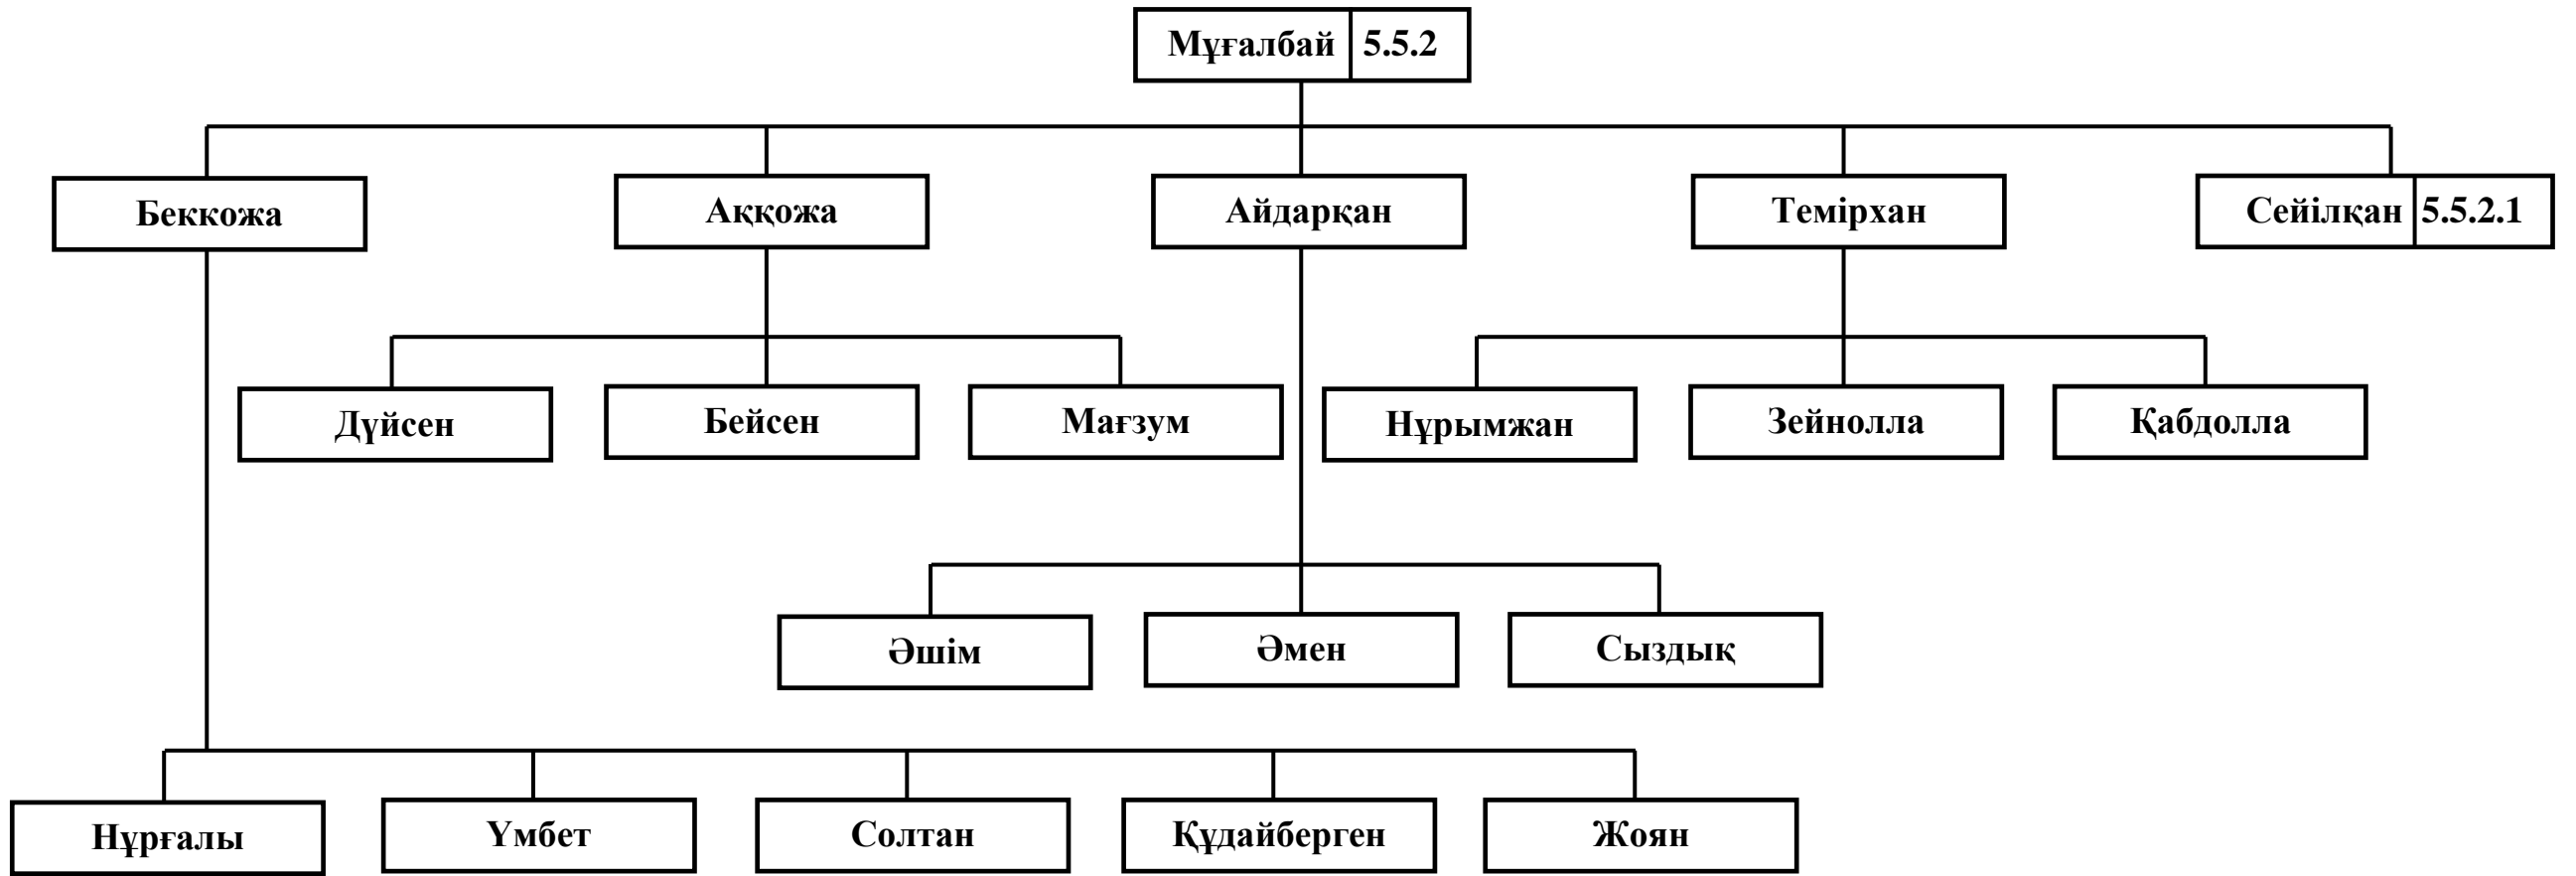 Мұғалбай 5.5.2
Беккожа
Аққожа
Айдарқан
Темірхан
Сейілқан 5.5.2.1
Дүйсен
Бейсен
Мағзум
Нұрымжан
Зейнолла
Қабдолла
Әшім
Әмен
Сыздық
Нұрғалы
Үмбет
Солтан
Құдайберген
Жоян